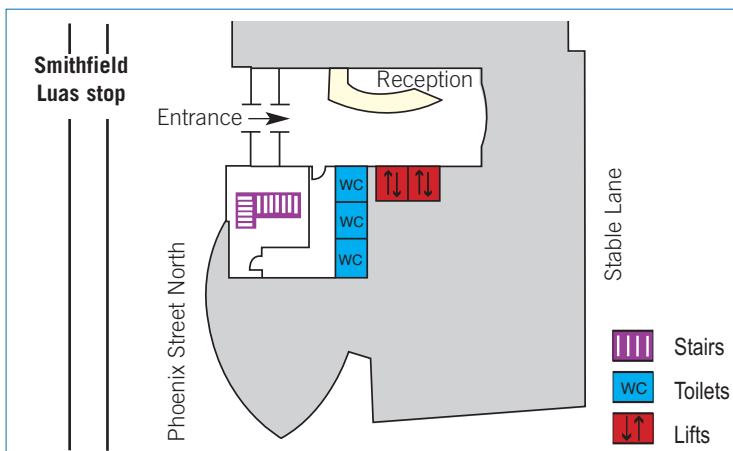 Smithfield
Luas stop
Reception
Entrance
WC
WC
WC
Phoenix Street North
Stable Lane
Stairs
WC
Toilets
Lifts